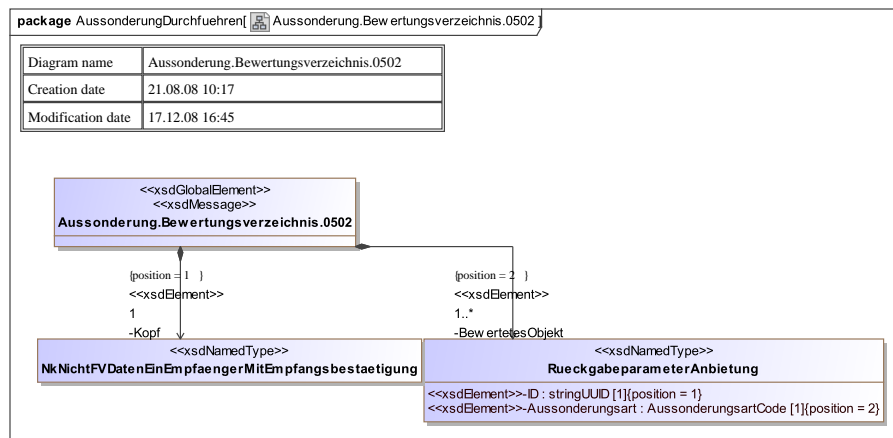 package AussonderungDurchfuehren[ Aussonderung.Bewertungsverzeichnis.0502 ]
Diagram name Aussonderung.Bewertungsverzeichnis.0502
Creation date 21.08.08 10:17
Modification date 17.12.08 16:45
<<xsdGlobalElement>>
<<xsdMessage>>
Aussonderung.Bewertungsverzeichnis.0502
{position = 1 }
<<xsdElement>>
1
-Kopf
{position = 2 }
<<xsdElement>>
1..*
-BewertetesObjekt
<<xsdNamedType>>
NkNichtFVDatenEinEmpfaengerMitEmpfangsbestaetigung
<<xsdNamedType>>
RueckgabeparameterAnbietung
<<xsdElement>>-ID : stringUUID [1]{position = 1}
<<xsdElement>>-Aussonderungsart : AussonderungsartCode [1]{position = 2}